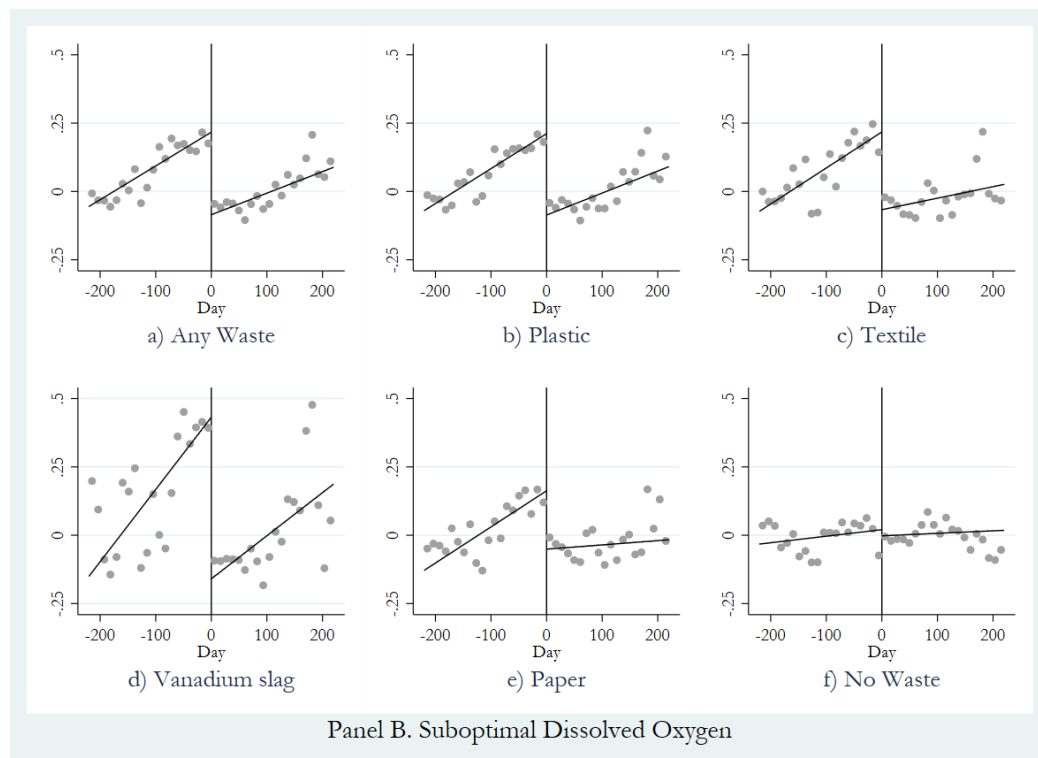 .5 .25 0 -.25
-200 -100 0 100 200
Day
a) Any Waste
.5 .25 0 -.25
-200 -100 0 100 200
Day
b) Plastic
.5 .25 0 -.25
-200 -100 0 100 200
Day
c) Textile
.5 .25 0 -.25
-200 -100 0 100 200
Day
d) Vanadium slag
.5 .25 0 -.25
-200 -100 0 100 200
Day
e) Paper
.5 .25 0 -.25
-200 -100 0 100 200
Day
f) No Waste
Panel B. Suboptimal Dissolved Oxygen